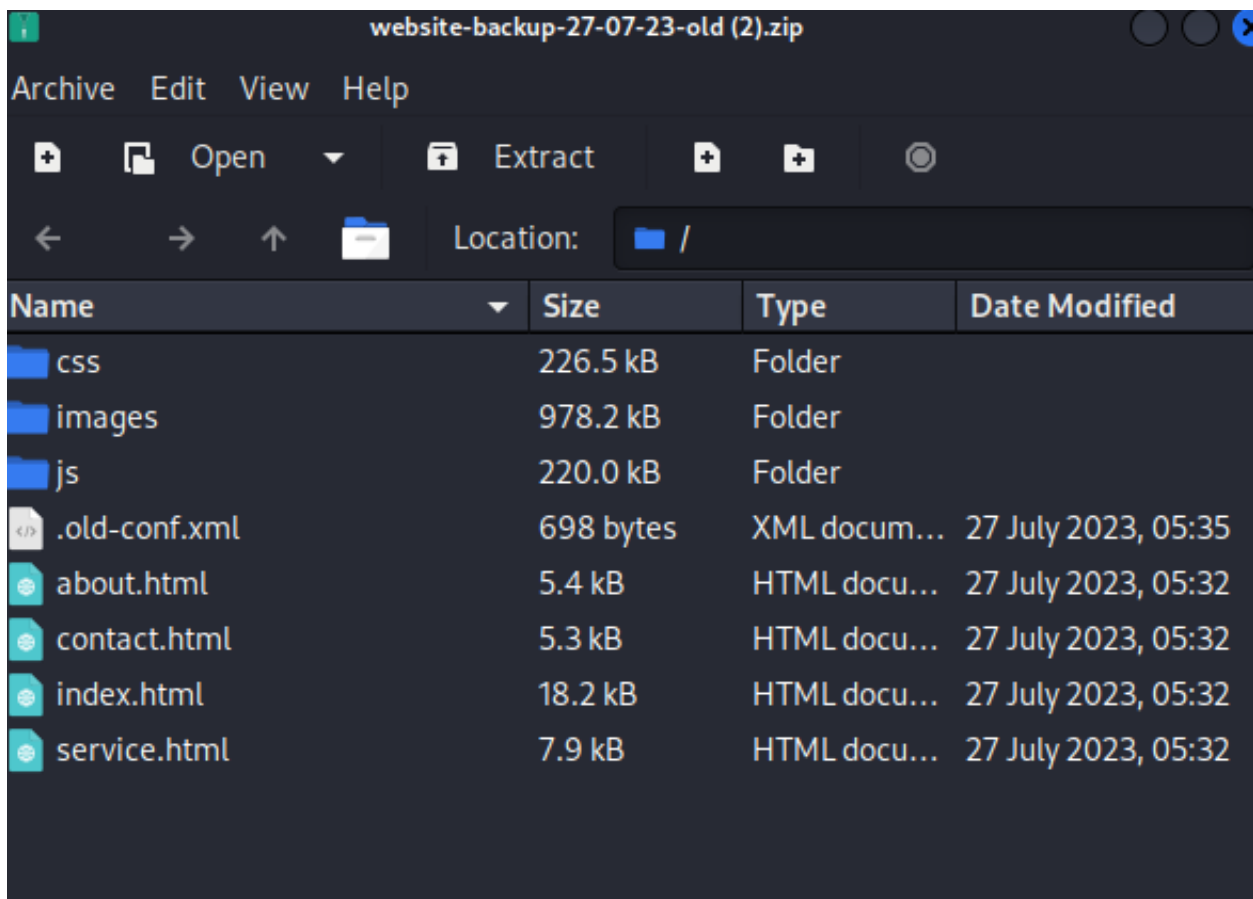 website-backup-27-07-23-old (2).zip
Archive Edit View Help
Open Extract
Location: /
Name Size Type Date Modified
css 226.5 kB Folder
images 978.2 kB Folder
js 220.0 kB Folder
.old-conf.xml 698 bytes XML docum... 27 July 2023, 05:35
about.html 5.4 kB HTML docu... 27 July 2023, 05:32
contact.html 5.3 kB HTML docu... 27 July 2023, 05:32
index.html 18.2 kB HTML docu... 27 July 2023, 05:32
service.html 7.9 kB HTML docu... 27 July 2023, 05:32